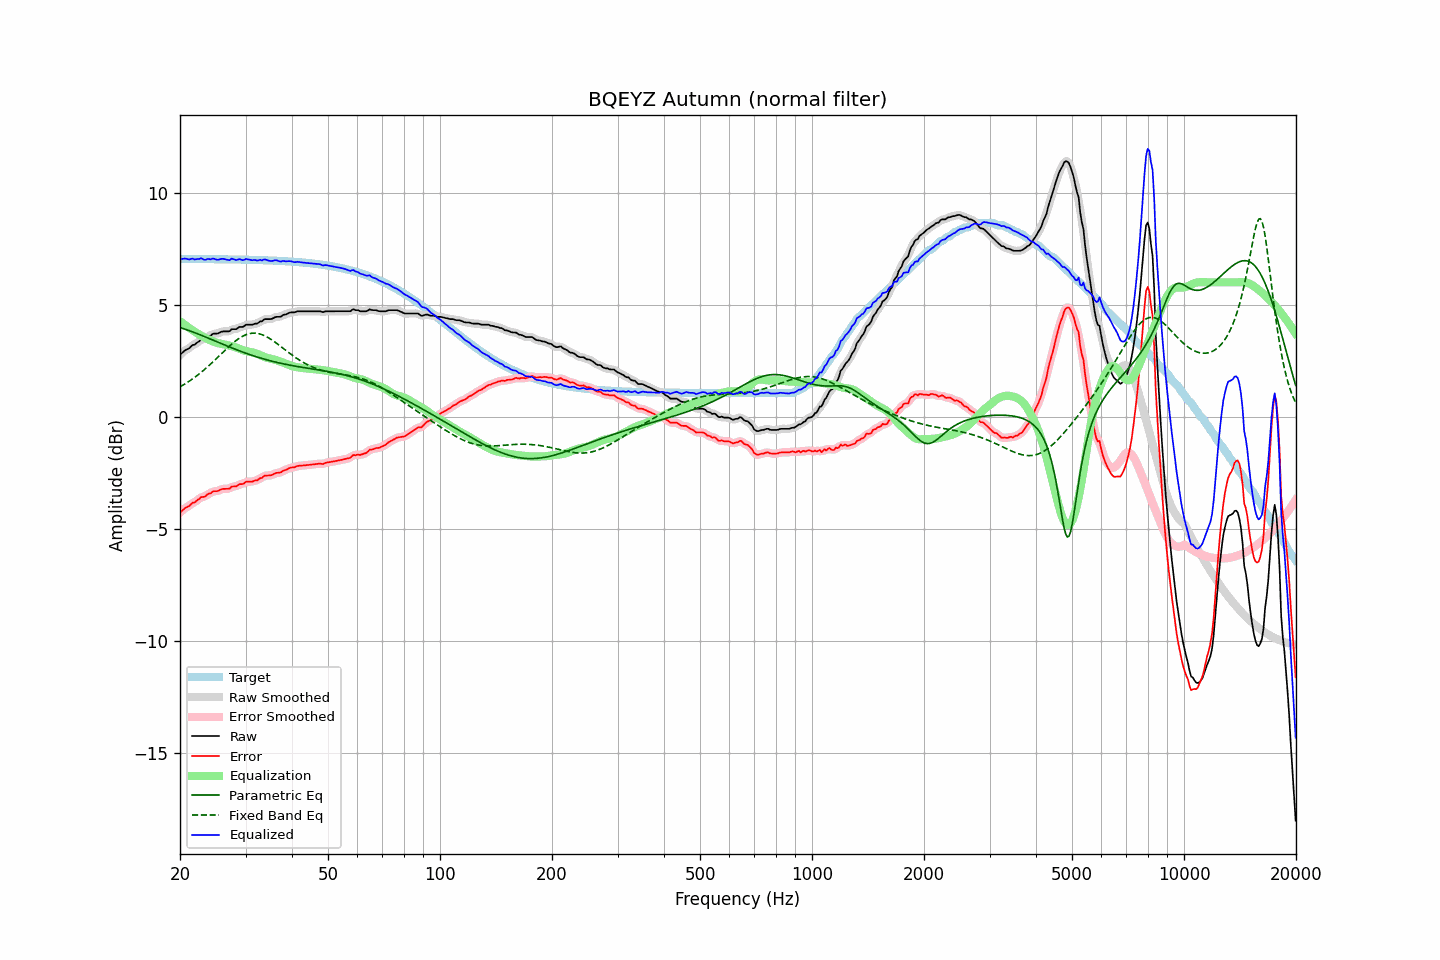 BQEYZ Autumn (normal filter)
10
5
0
−5
−10
−15
Amplitude (dBr)
Target
Raw Smoothed
Error Smoothed
Raw
Error
Equalization
Parametric Eq
Fixed Band Eq
Equalized
20 50 100 200 500 1000 2000 5000 10000 20000
Frequency (Hz)